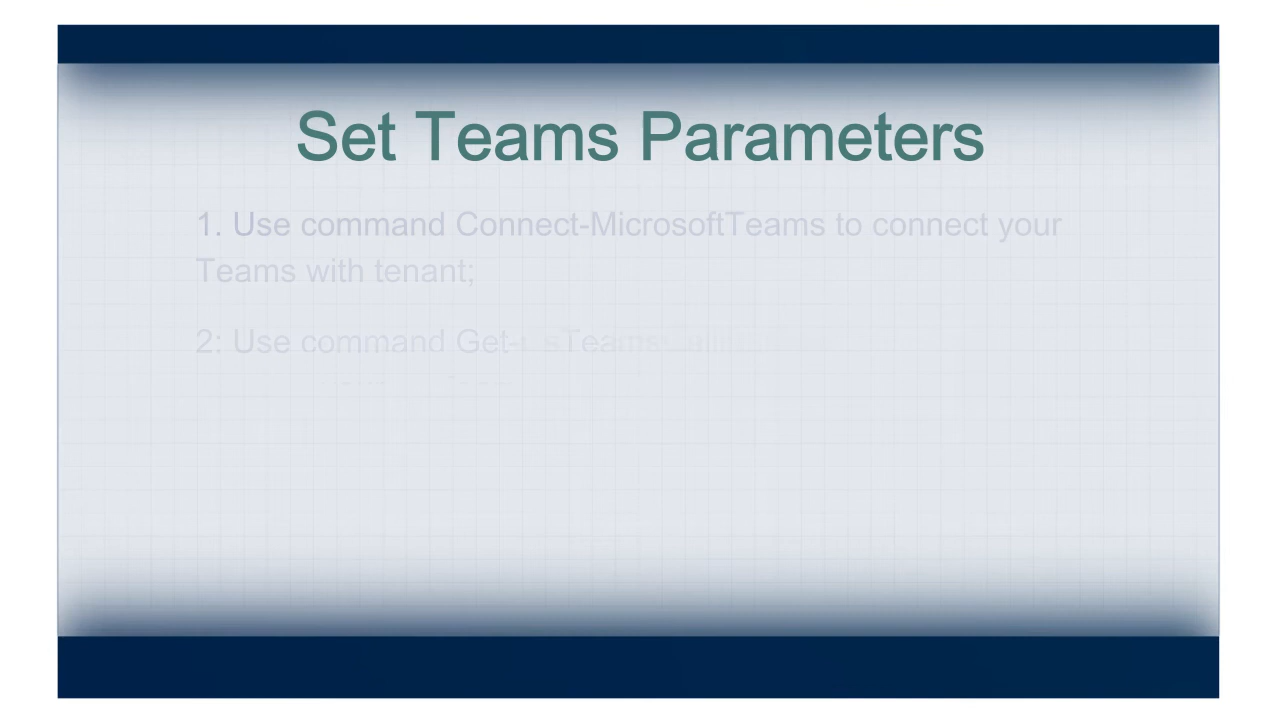 Set Teams Parameters
1. Use command Connect-MicrosoftTeams to connect your
Teams with tenant;
2: Use command